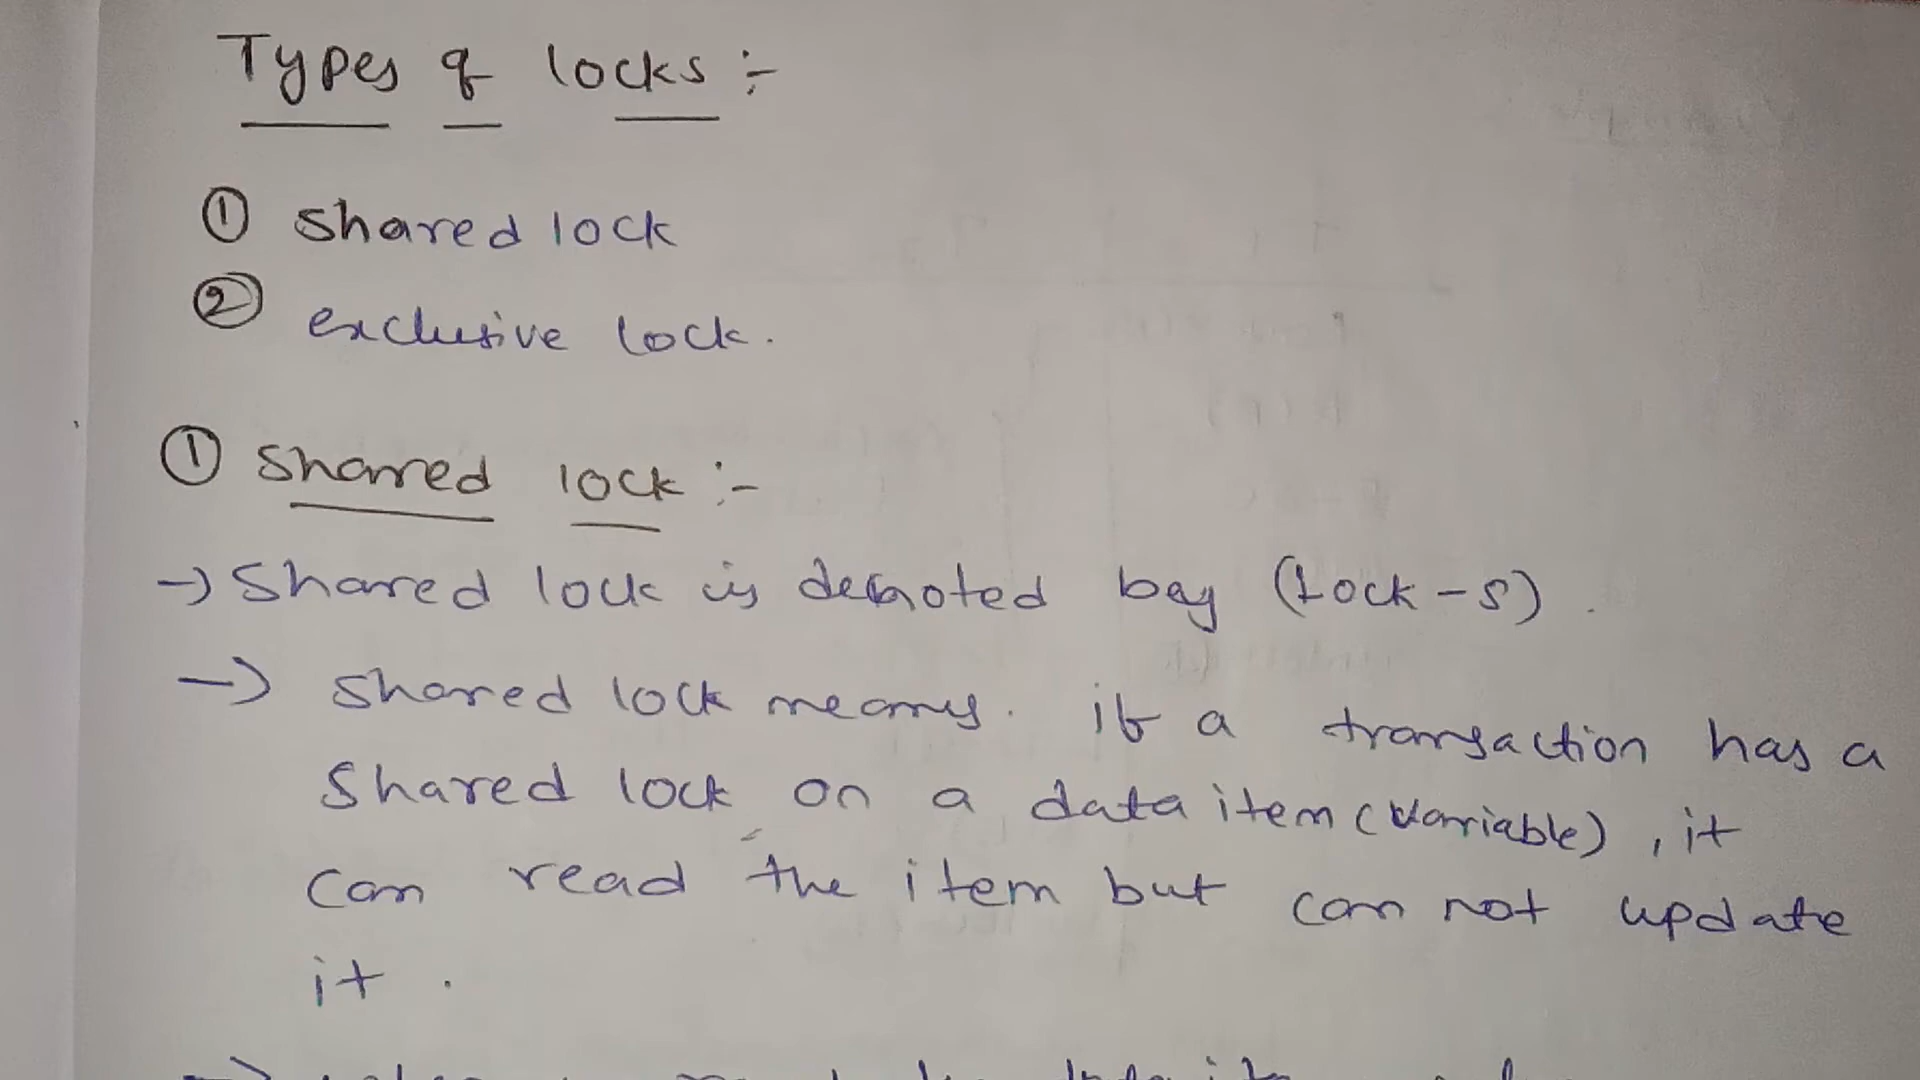 Types of locks :-
① shared lock
② exclusive lock.
① shared lock :-
→ Shared lock is denoted by (Lock-S).
→ shared lock means. if a transaction has a
shared lock on a data item (variable), it
can read the item but can not update
it.